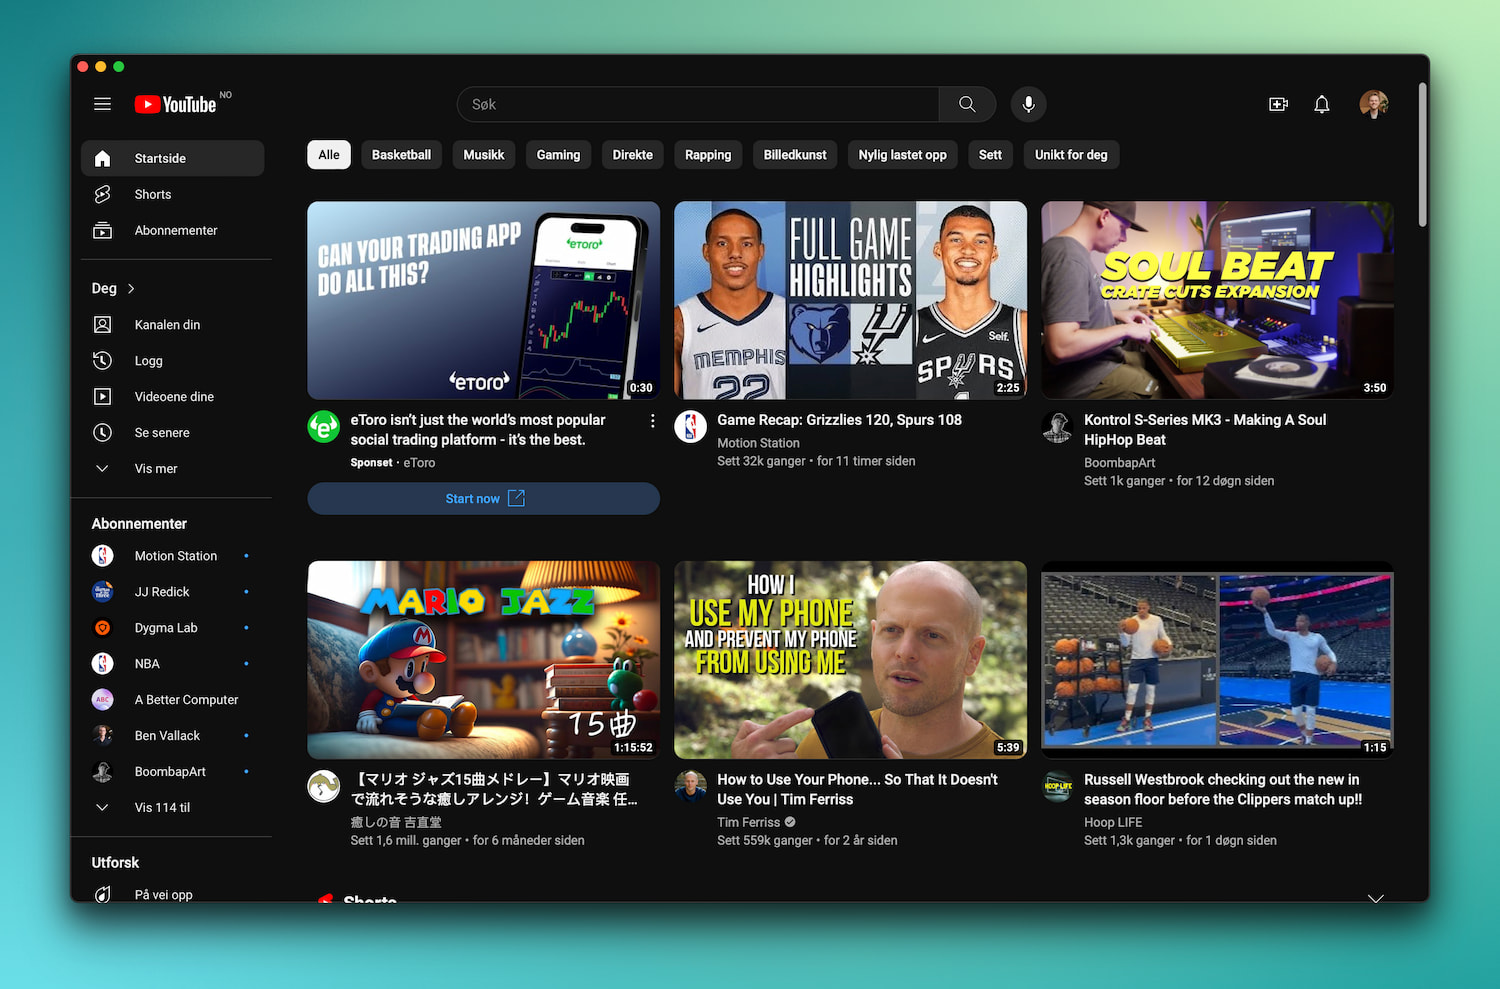 YouTube NO
Søk
Startside
Shorts
Abonnementer
Deg
Kanalen din
Logg
Videoene dine
Se senere
Vis mer
Abonnementer
Motion Station
JJ Redick
Dygma Lab
NBA
ABC
A Better Computer
Ben Vallack
BoombapArt
Vis 114 til
Utforsk
På vei opp
Alle
Basketball
Musikk
Gaming
Direkte
Rapping
Billedkunst
Nylig lastet opp
Sett
Unikt for deg
CAN YOUR TRADING APP
DO ALL THIS?
eToro
eToro
0:30
eToro isn't just the world's most popular
social trading platform - it's the best.
Sponset · eToro
Start now
FULL GAME
HIGHLIGHTS
MEMPHIS
22
Self.
SPURS
2:25
Game Recap: Grizzlies 120, Spurs 108
Motion Station
Sett 32k ganger • for 11 timer siden
SOUL BEAT
CRATE CUTS EXPANSION
3:50
Kontrol S-Series MK3 - Making A Soul
HipHop Beat
BoombapArt
Sett 1k ganger • for 12 døgn siden
MARIO JAZZ
M
15曲
1:15:52
【マリオ ジャズ15曲メドレー】マリオ映画
で流れそうな癒しアレンジ！ゲーム音楽 任...
癒しの音 吉直堂
Sett 1,6 mill. ganger • for 6 måneder siden
HOW I
USE MY PHONE
AND PREVENT MY PHONE
FROM USING ME
5:39
How to Use Your Phone... So That It Doesn't
Use You | Tim Ferriss
Tim Ferriss
Sett 559k ganger • for 2 år siden
1:15
HOOP LIFE
Russell Westbrook checking out the new in
season floor before the Clippers match up!!
Hoop LIFE
Sett 1,3k ganger • for 1 døgn siden
Shorts